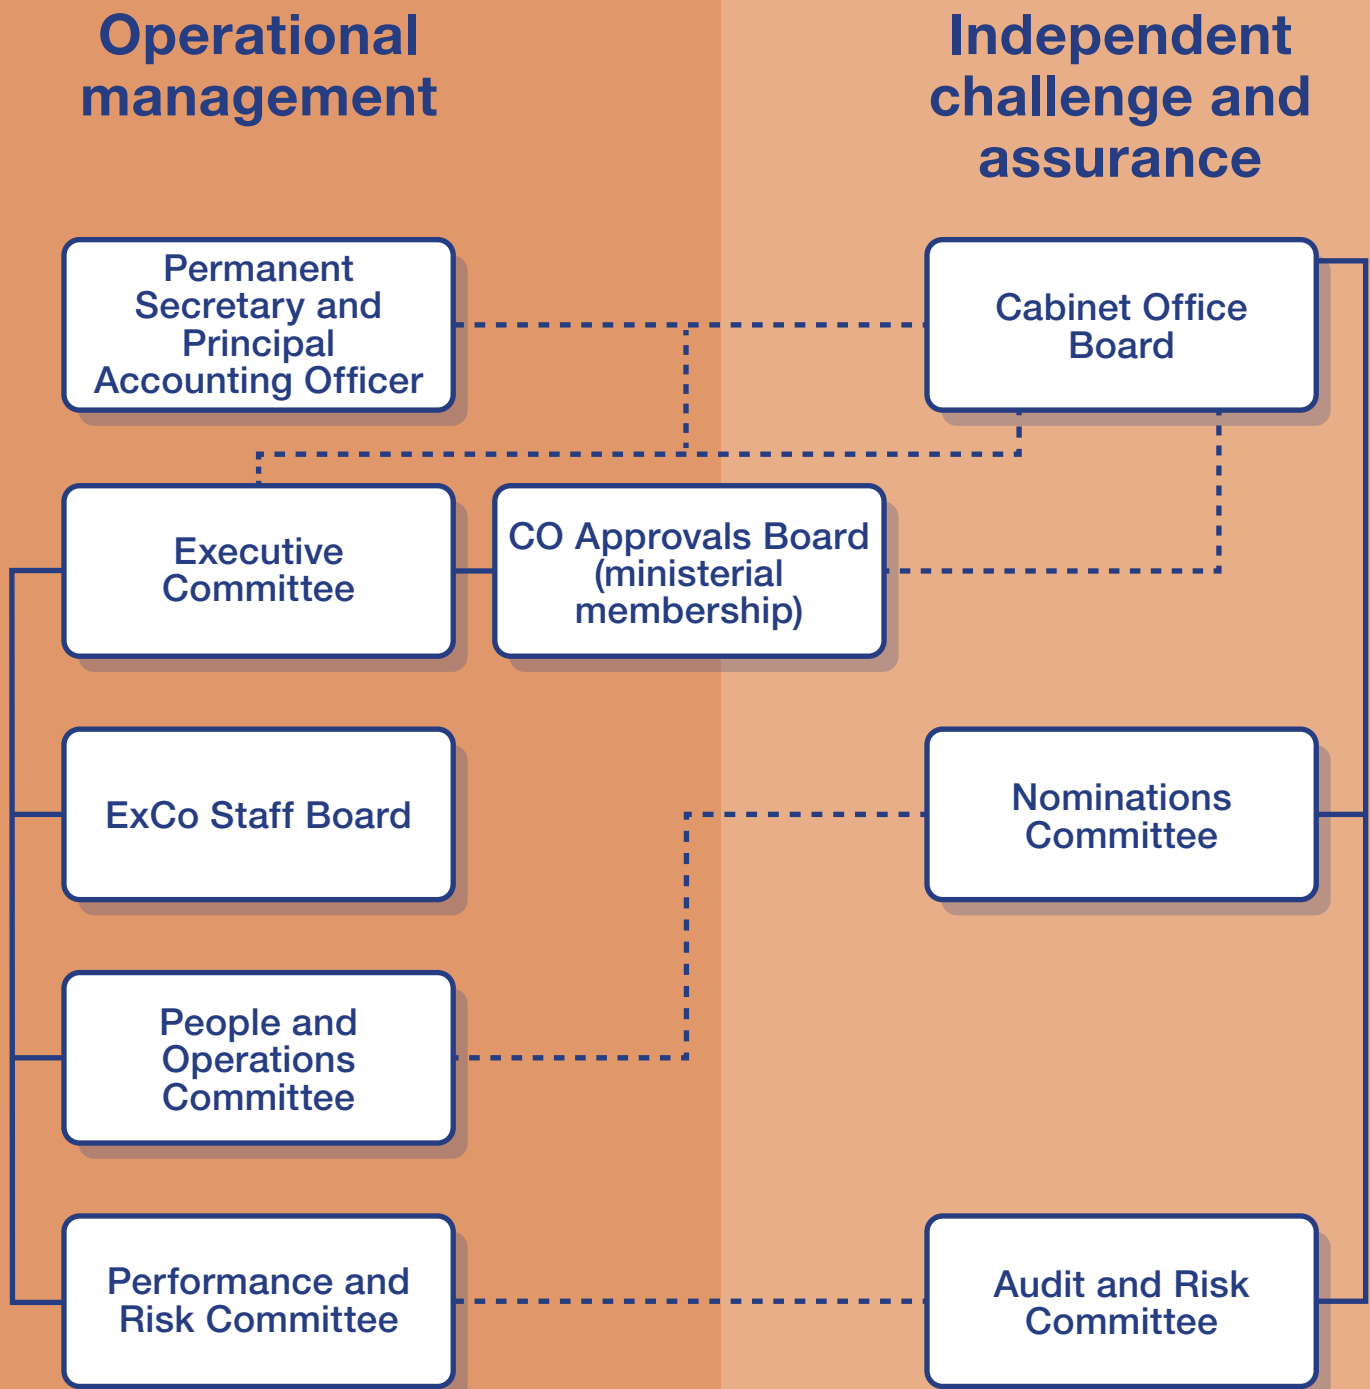 Operational
management
Independent
challenge and
assurance
Permanent
Secretary and
Principal
Accounting Officer
Cabinet Office
Board
Executive
Committee
CO Approvals Board
(ministerial
membership)
ExCo Staff Board
Nominations
Committee
People and
Operations
Committee
Performance and
Risk Committee
Audit and Risk
Committee